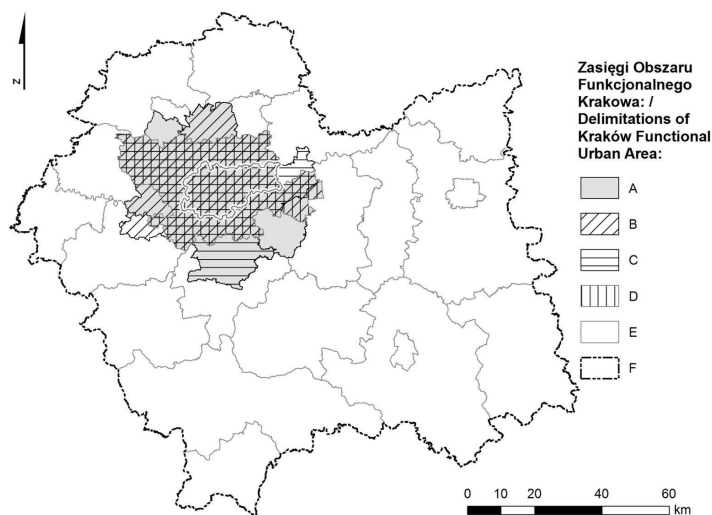 N
Zasięgi Obszaru
Funkcjonalnego
Krakowa: /
Delimitations of
Kraków Functional
Urban Area:
A
B
C
D
E
F
0 10 20 40 60
km